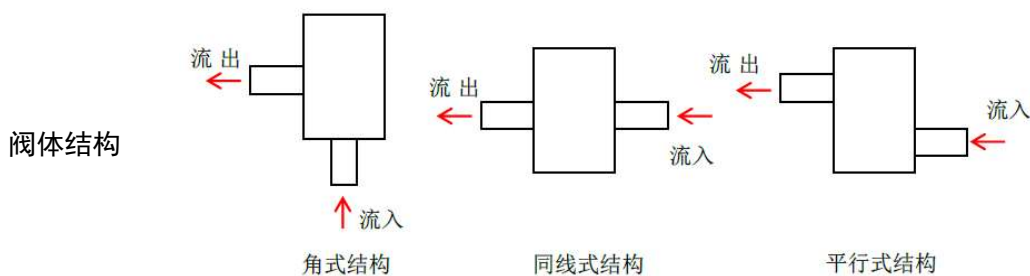 阀体结构
流 出
流入
角式结构
流 出
流入
同线式结构
流 出
流入
平行式结构